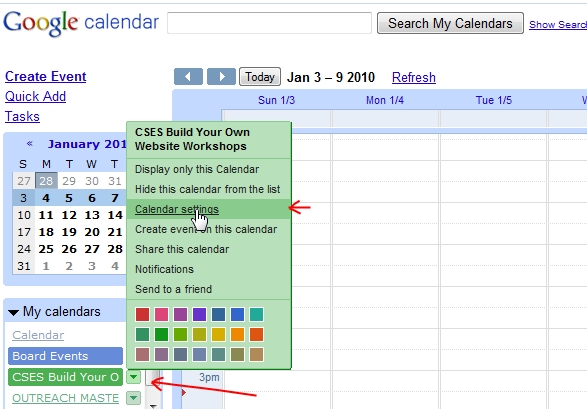 Google calendar
Search My Calendars
Show Searc
Create Event
Quick Add
Tasks
Today
Jan 3 – 9 2010
Refresh
Sun 1/3
Mon 1/4
Tue 1/5
W
« January 201
S M T W
27 28 29 30 31 1 2
3 4 5 6 7 8 9
10 11 12 13 14
17 18 19 20 21
24 25 26 27 28
31 1 2 3 4
CSES Build Your Own
Website Workshops
Display only this Calendar
Hide this calendar from the list
Calendar settings
Create event on this calendar
Share this calendar
Notifications
Send to a friend
My calendars
Calendar
Board Events
CSES Build Your O
OUTREACH MASTE
3pm